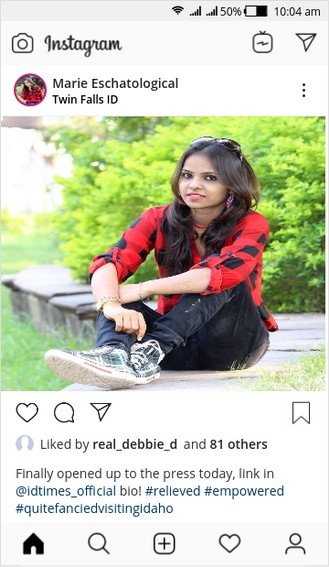 50% 10:04 am
Instagram
Marie Eschatological
Twin Falls ID
Liked by real_debbie_d and 81 others
Finally opened up to the press today, link in
@idtimes_official bio! #relieved #empowered
#quitefanciedvisitingidaho